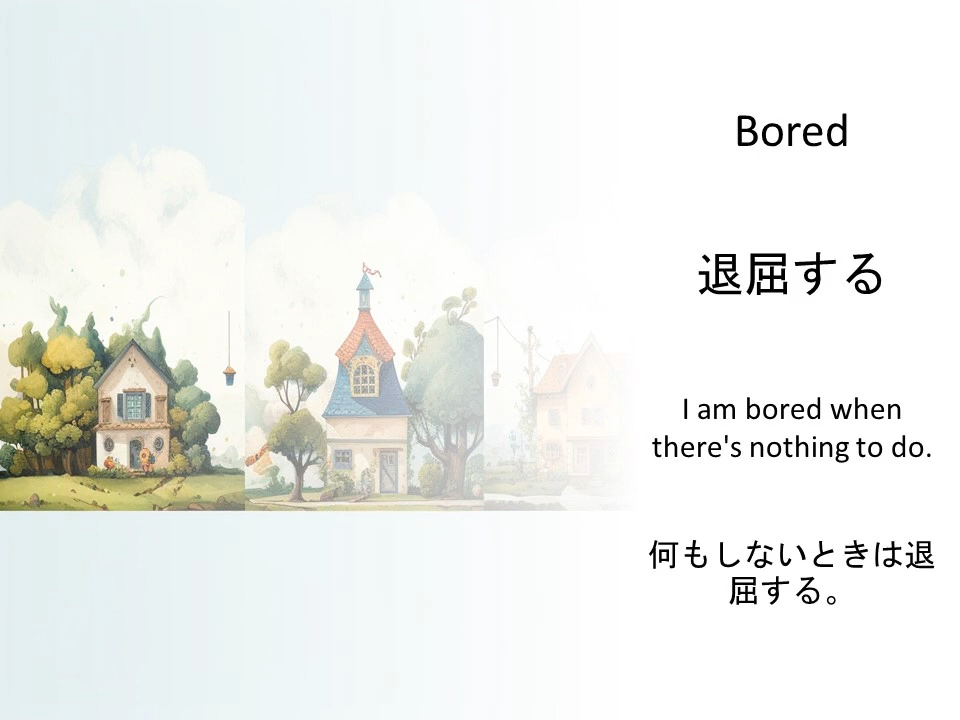 Bored
退屈する
I am bored when
there's nothing to do.
何もしないときは退
屈する。